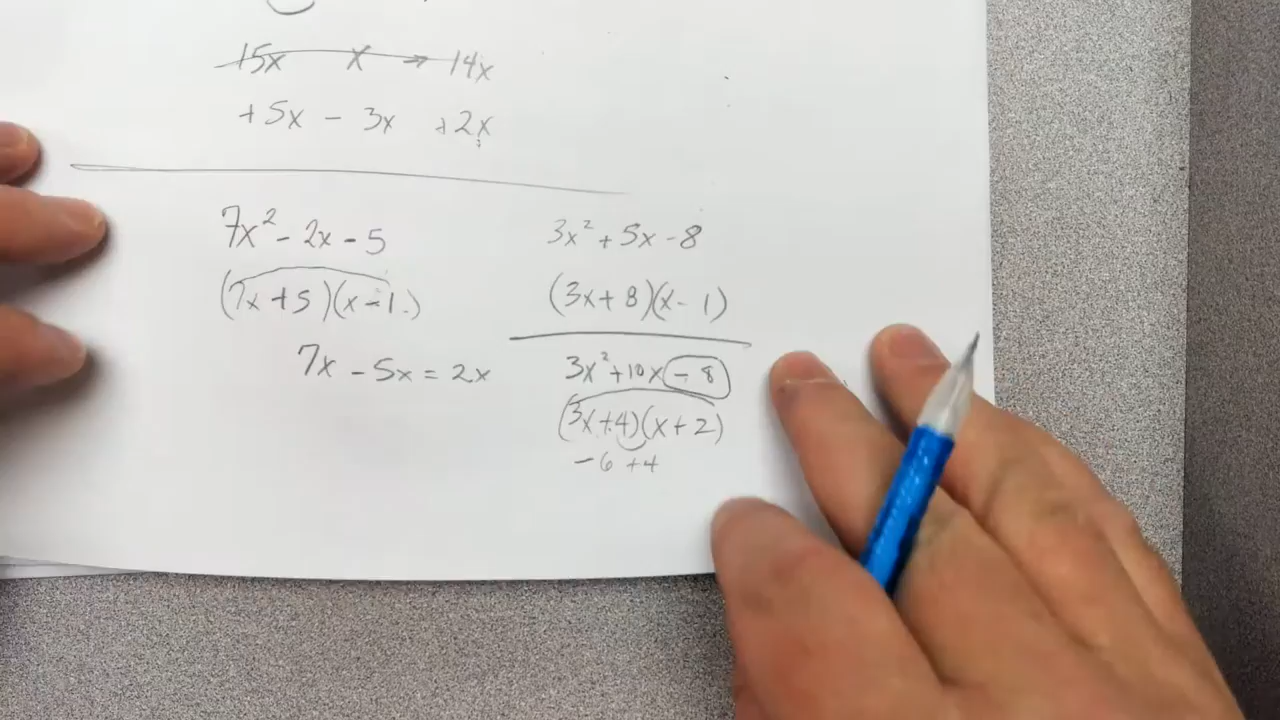 15x x → 14x
+5x - 3x +2x
7x² - 2x - 5
(7x + 5)(x - 1)
7x - 5x = 2x
3x² + 5x - 8
(3x + 8)(x - 1)
3x² + 10x - 8
(3x + 4)(x + 2)
-6 +4